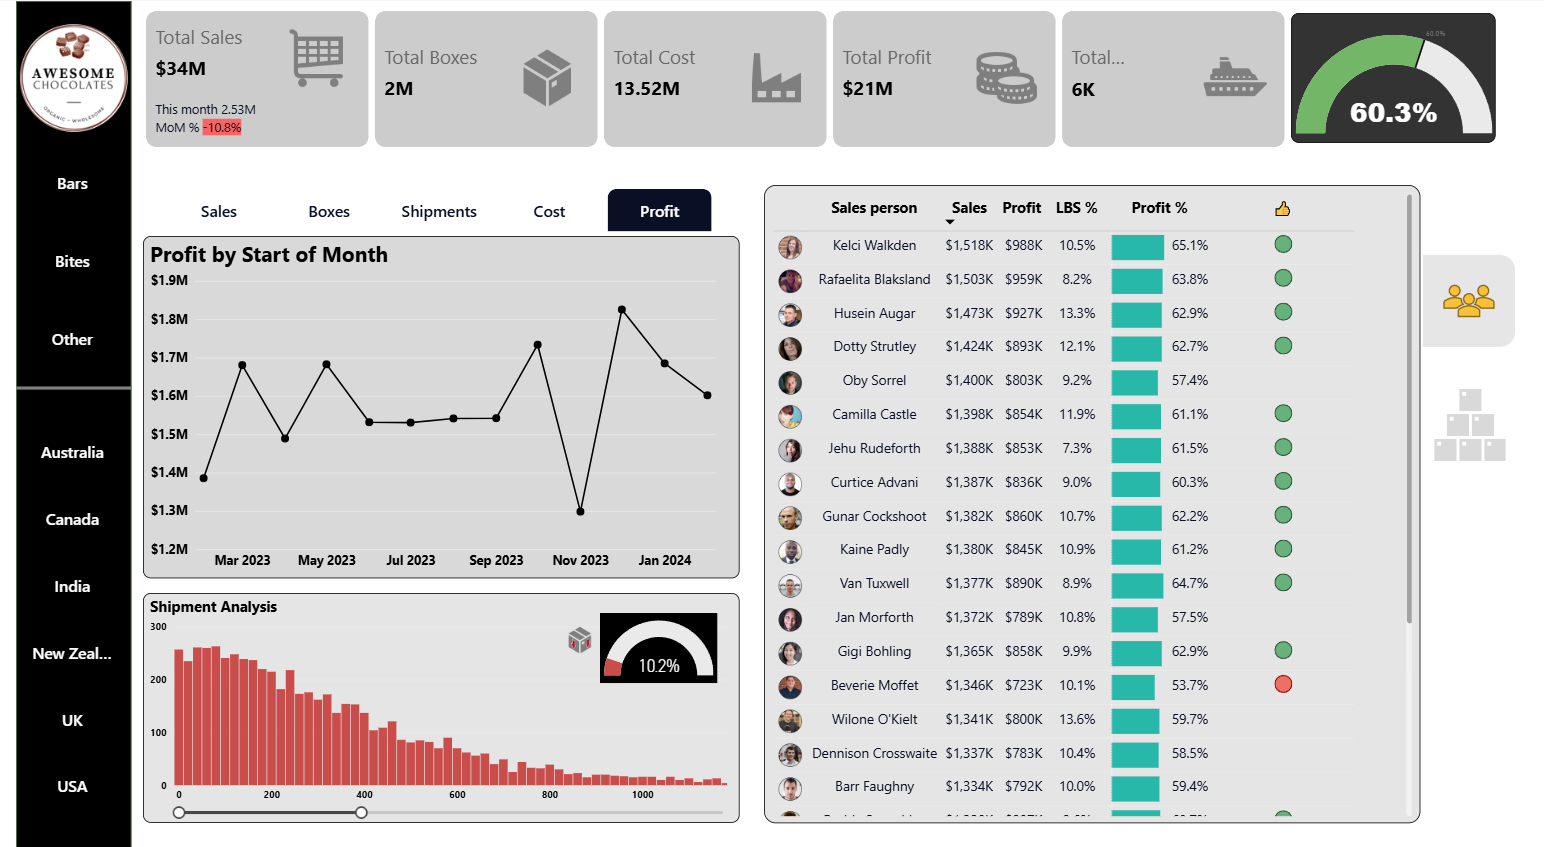 AWESOME
CHOCOLATES
ORGANIC - WHOLESOME
Bars
Bites
Other
Australia
Canada
India
New Zeal...
UK
USA
Total Sales
$34M
This month 2.53M
MoM % -10.8%
Total Boxes
2M
Total Cost
13.52M
Total Profit
$21M
Total...
6K
60.0%
60.3%
Sales Boxes Shipments Cost Profit
Profit by Start of Month
$1.9M
$1.8M
$1.7M
$1.6M
$1.5M
$1.4M
$1.3M
$1.2M
Mar 2023 May 2023 Jul 2023 Sep 2023 Nov 2023 Jan 2024
Shipment Analysis
10.2%
300
200
100
0
0 200 400 600 800 1000
Sales person Sales Profit LBS % Profit %
Kelci Walkden $1,518K $988K 10.5% 65.1%
Rafaelita Blaksland $1,503K $959K 8.2% 63.8%
Husein Augar $1,473K $927K 13.3% 62.9%
Dotty Strutley $1,424K $893K 12.1% 62.7%
Oby Sorrel $1,400K $803K 9.2% 57.4%
Camilla Castle $1,398K $854K 11.9% 61.1%
Jehu Rudeforth $1,388K $853K 7.3% 61.5%
Curtice Advani $1,387K $836K 9.0% 60.3%
Gunar Cockshoot $1,382K $860K 10.7% 62.2%
Kaine Padly $1,380K $845K 10.9% 61.2%
Van Tuxwell $1,377K $890K 8.9% 64.7%
Jan Morforth $1,372K $789K 10.8% 57.5%
Gigi Bohling $1,365K $858K 9.9% 62.9%
Beverie Moffet $1,346K $723K 10.1% 53.7%
Wilone O'Kielt $1,341K $800K 13.6% 59.7%
Dennison Crosswaite $1,337K $783K 10.4% 58.5%
Barr Faughny $1,334K $792K 10.0% 59.4%